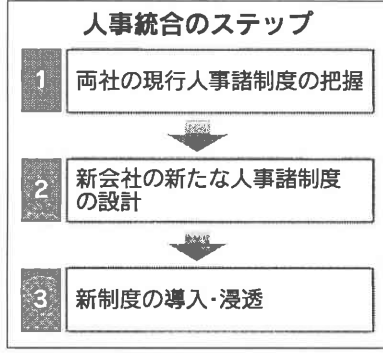 人事統合のステップ
1
両社の現行人事諸制度の把握
2
新会社の新たな人事諸制度
の設計
3
新制度の導入・浸透